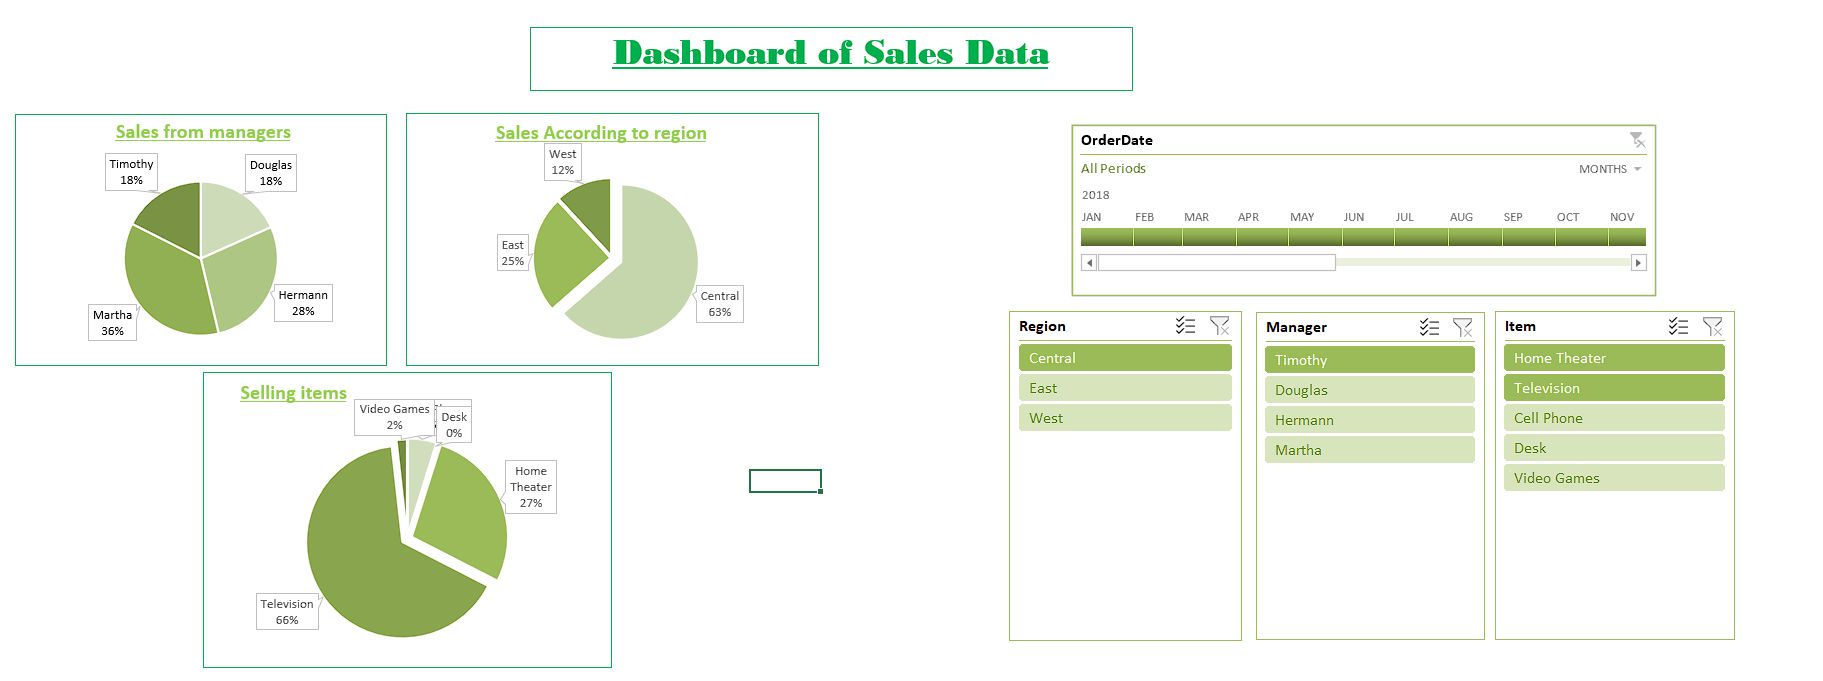 Dashboard of Sales Data
Sales from managers
Timothy
18%
Douglas
18%
Hermann
28%
Martha
36%
Sales According to region
West
12%
East
25%
Central
63%
Selling items
Video Games
2%
Desk
0%
Home
Theater
27%
Television
66%
OrderDate
All Periods
MONTHS
2018
JAN FEB MAR APR MAY JUN JUL AUG SEP OCT NOV
Region
Central
East
West
Manager
Timothy
Douglas
Hermann
Martha
Item
Home Theater
Television
Cell Phone
Desk
Video Games